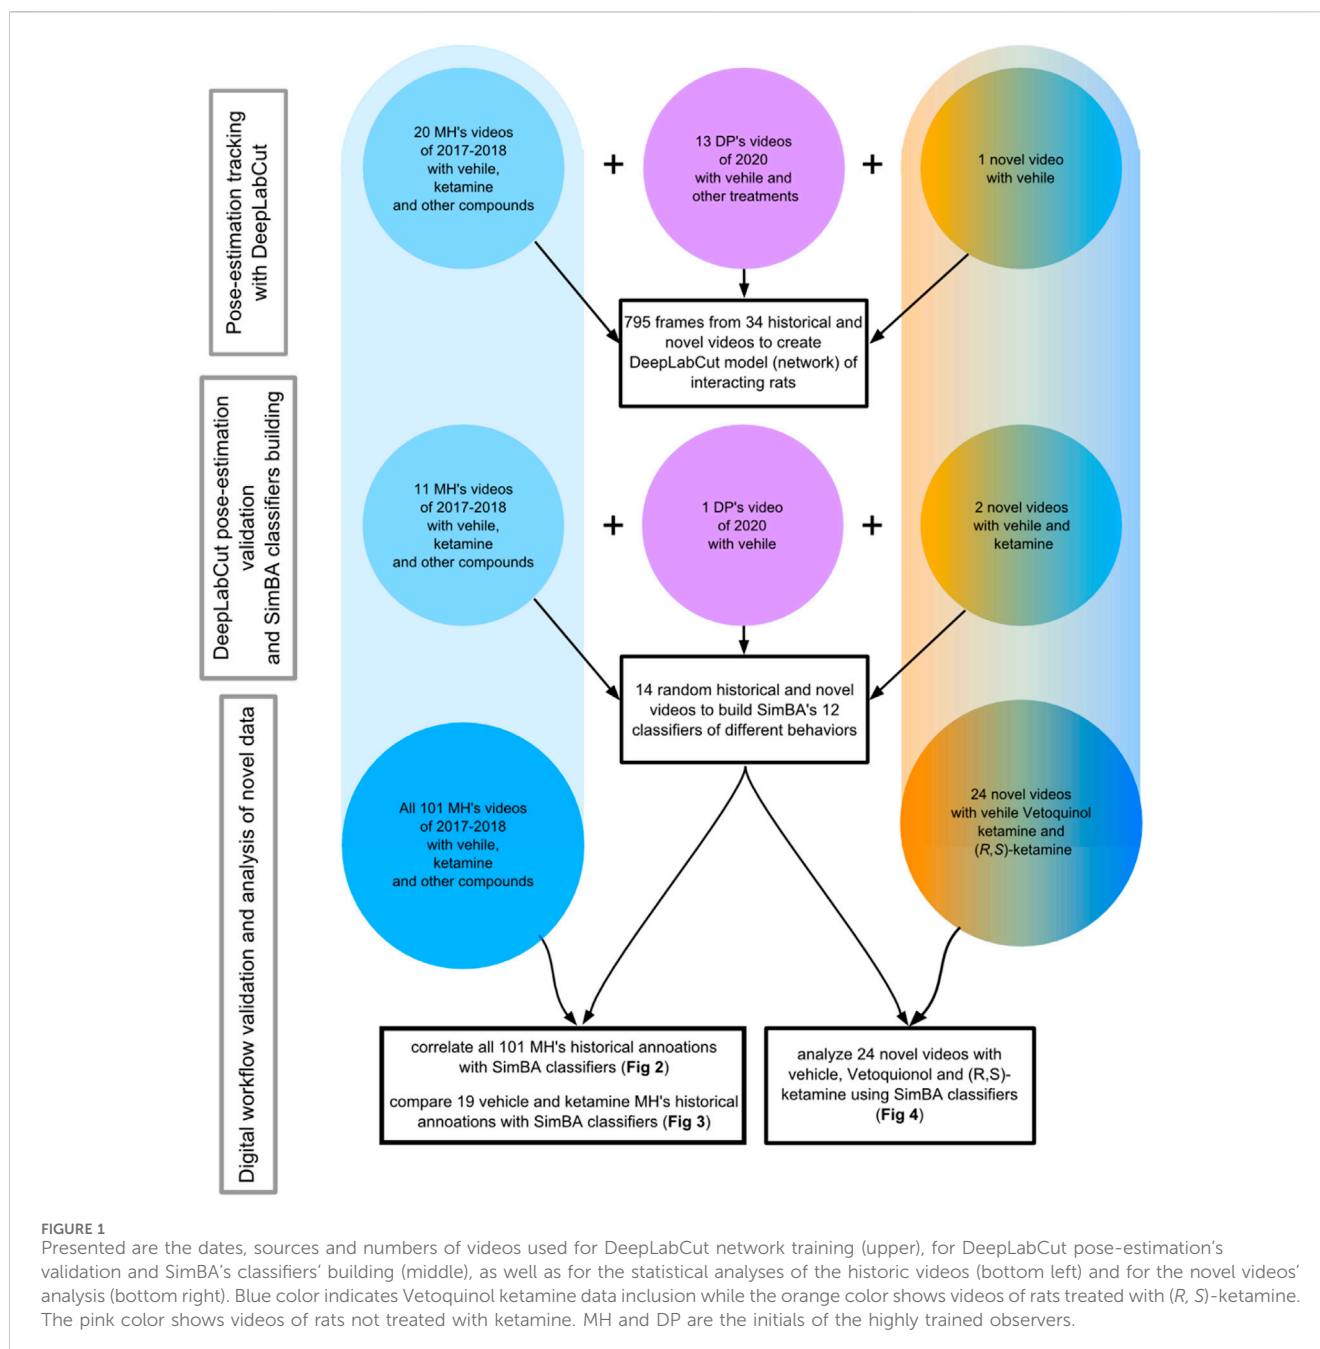 Pose-estimation tracking
with DeepLabCut
20 MH's videos
of 2017-2018
with vehile,
ketamine
and other compounds
+
13 DP's videos
of 2020
with vehile and
other treatments
+
1 novel video
with vehile
795 frames from 34 historical and
novel videos to create
DeepLabCut model (network) of
interacting rats
DeepLabCut pose-estimation
validation
and SimBA classifiers building
11 MH's videos
of 2017-2018
with vehile,
ketamine
and other compounds
+
1 DP's video
of 2020
with vehile
+
2 novel videos
with vehile and
ketamine
14 random historical and novel
videos to build SimBA's 12
classifiers of different behaviors
Digital workflow validation and analysis of novel data
All 101 MH's videos
of 2017-2018
with vehile,
ketamine
and other compounds
24 novel videos
with vehile Vetoquinol
ketamine and
(R,S)-ketamine
correlate all 101 MH's historical annoations
with SimBA classifiers (Fig 2)
compare 19 vehicle and ketamine MH's historical
annoations with SimBA classifiers (Fig 3)
analyze 24 novel videos with
vehicle, Vetoquionol and (R,S)-
ketamine using SimBA classifiers
(Fig 4)
FIGURE 1
Presented are the dates, sources and numbers of videos used for DeepLabCut network training (upper), for DeepLabCut pose-estimation's
validation and SimBA's classifiers' building (middle), as well as for the statistical analyses of the historic videos (bottom left) and for the novel videos'
analysis (bottom right). Blue color indicates Vetoquinol ketamine data inclusion while the orange color shows videos of rats treated with (R, S)-ketamine.
The pink color shows videos of rats not treated with ketamine. MH and DP are the initials of the highly trained observers.